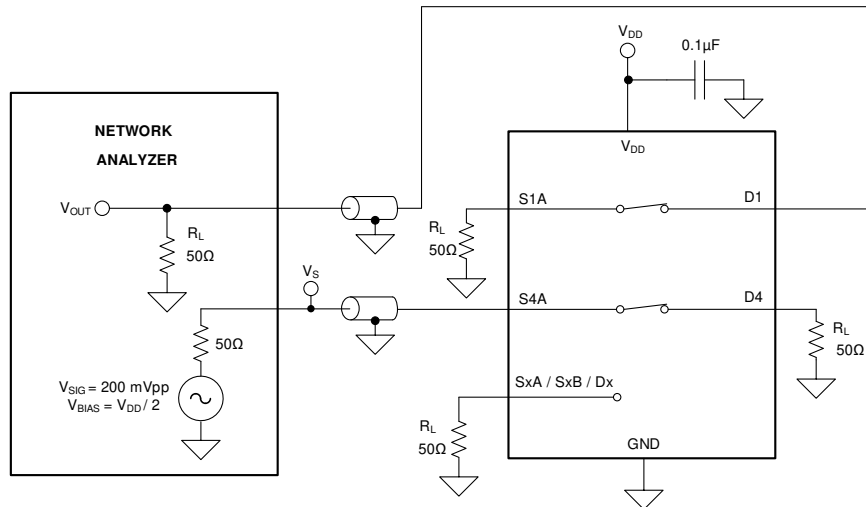 V_DD
0.1µF
NETWORK
ANALYZER
V_DD
V_OUT
S1A
D1
R_L
50Ω
R_L
50Ω
V_S
S4A
D4
50Ω
R_L
50Ω
V_SIG = 200 mVpp
V_BIAS = V_DD / 2
SxA / SxB / Dx
R_L
50Ω
GND